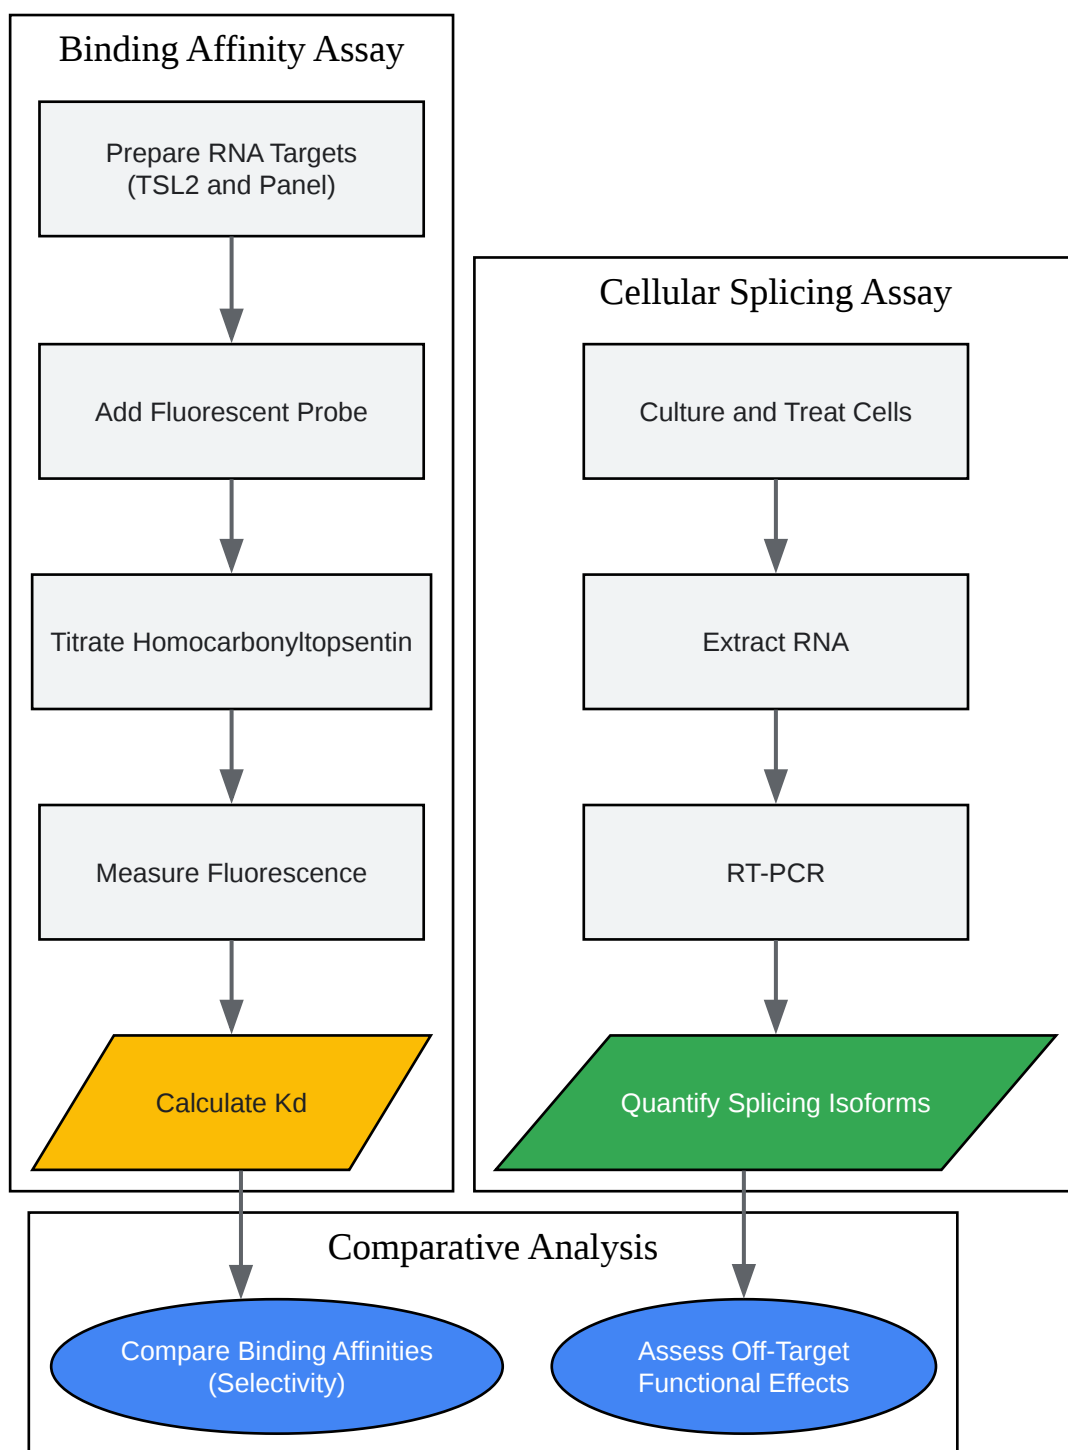 Binding Affinity Assay
Prepare RNA Targets
(TSL2 and Panel)
Add Fluorescent Probe
Titrate Homocarbonyltopsentin
Measure Fluorescence
Calculate Kd
Cellular Splicing Assay
Culture and Treat Cells
Extract RNA
RT-PCR
Quantify Splicing Isoforms
Comparative Analysis
Compare Binding Affinities
(Selectivity)
Assess Off-Target
Functional Effects